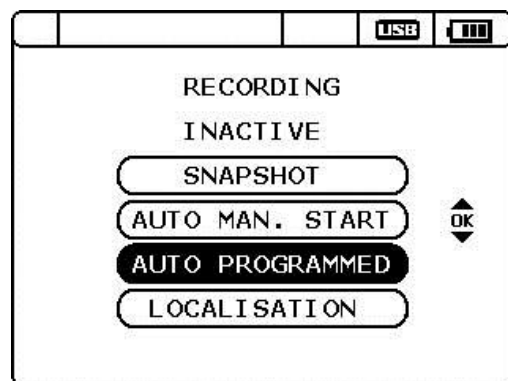 USB
RECORDING
INACTIVE
SNAPSHOT
AUTO MAN. START
OK
AUTO PROGRAMMED
LOCALISATION